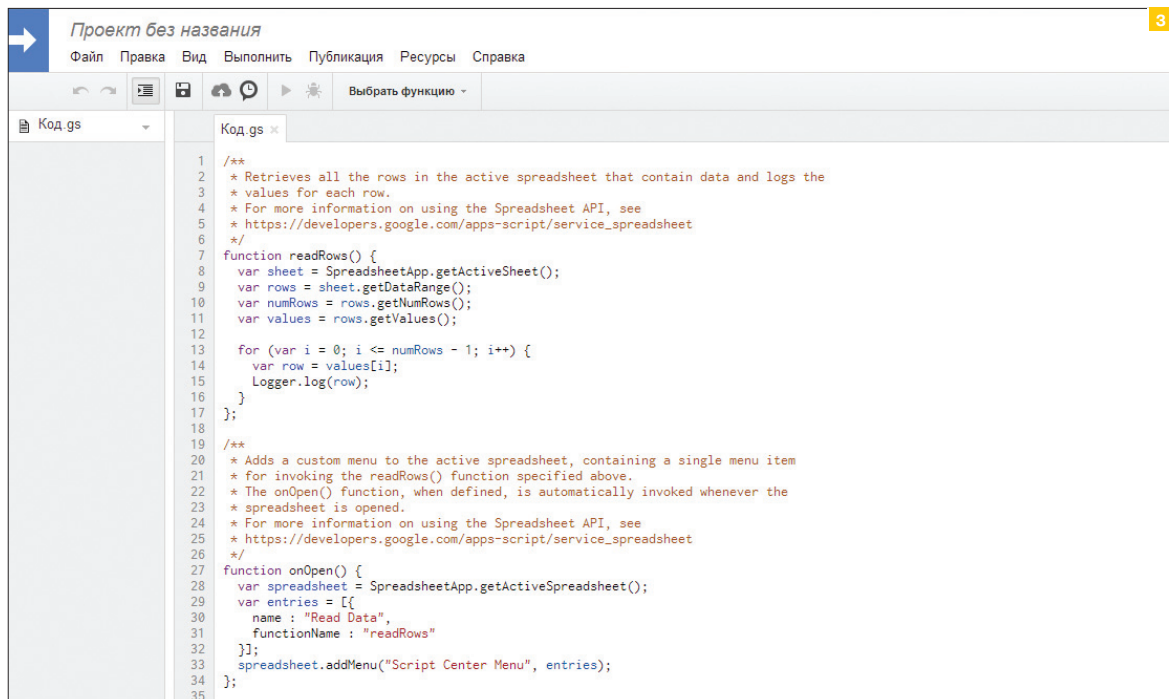 3
Проект без названия
Файл Правка Вид Выполнить Публикация Ресурсы Справка
Выбрать функцию
Код.gs
Код.gs ×
1 /**
2 * Retrieves all the rows in the active spreadsheet that contain data and logs the
3 * values for each row.
4 * For more information on using the Spreadsheet API, see
5 * https://developers.google.com/apps-script/service_spreadsheet
6 */
7 function readRows() {
8 var sheet = SpreadsheetApp.getActiveSheet();
9 var rows = sheet.getDataRange();
10 var numRows = rows.getNumRows();
11 var values = rows.getValues();
12
13 for (var i = 0; i <= numRows - 1; i++) {
14 var row = values[i];
15 Logger.log(row);
16 }
17 };
18
19 /**
20 * Adds a custom menu to the active spreadsheet, containing a single menu item
21 * for invoking the readRows() function specified above.
22 * The onOpen() function, when defined, is automatically invoked whenever the
23 * spreadsheet is opened.
24 * For more information on using the Spreadsheet API, see
25 * https://developers.google.com/apps-script/service_spreadsheet
26 */
27 function onOpen() {
28 var spreadsheet = SpreadsheetApp.getActiveSpreadsheet();
29 var entries = [{
30 name : "Read Data",
31 functionName : "readRows"
32 }];
33 spreadsheet.addMenu("Script Center Menu", entries);
34 };
35